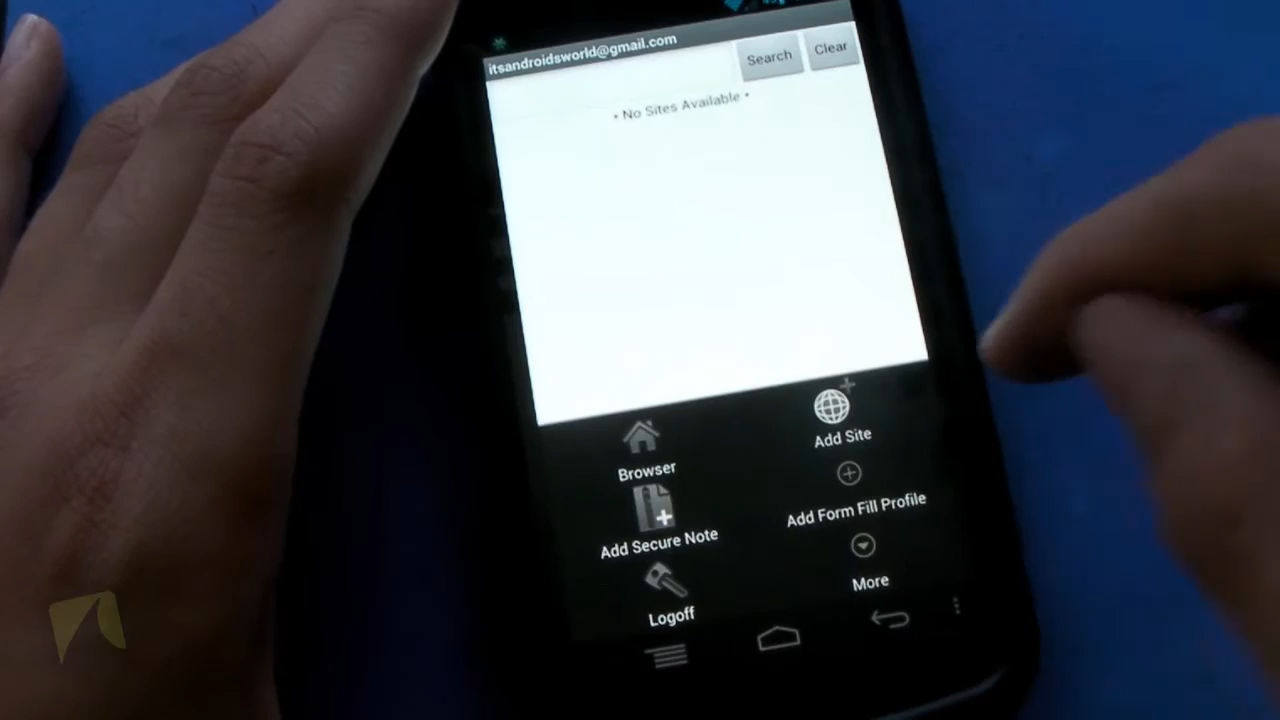 itsandroidsworld@gmail.com
Search
Clear
• No Sites Available •
Browser
Add Site
Add Secure Note
Add Form Fill Profile
Logoff
More